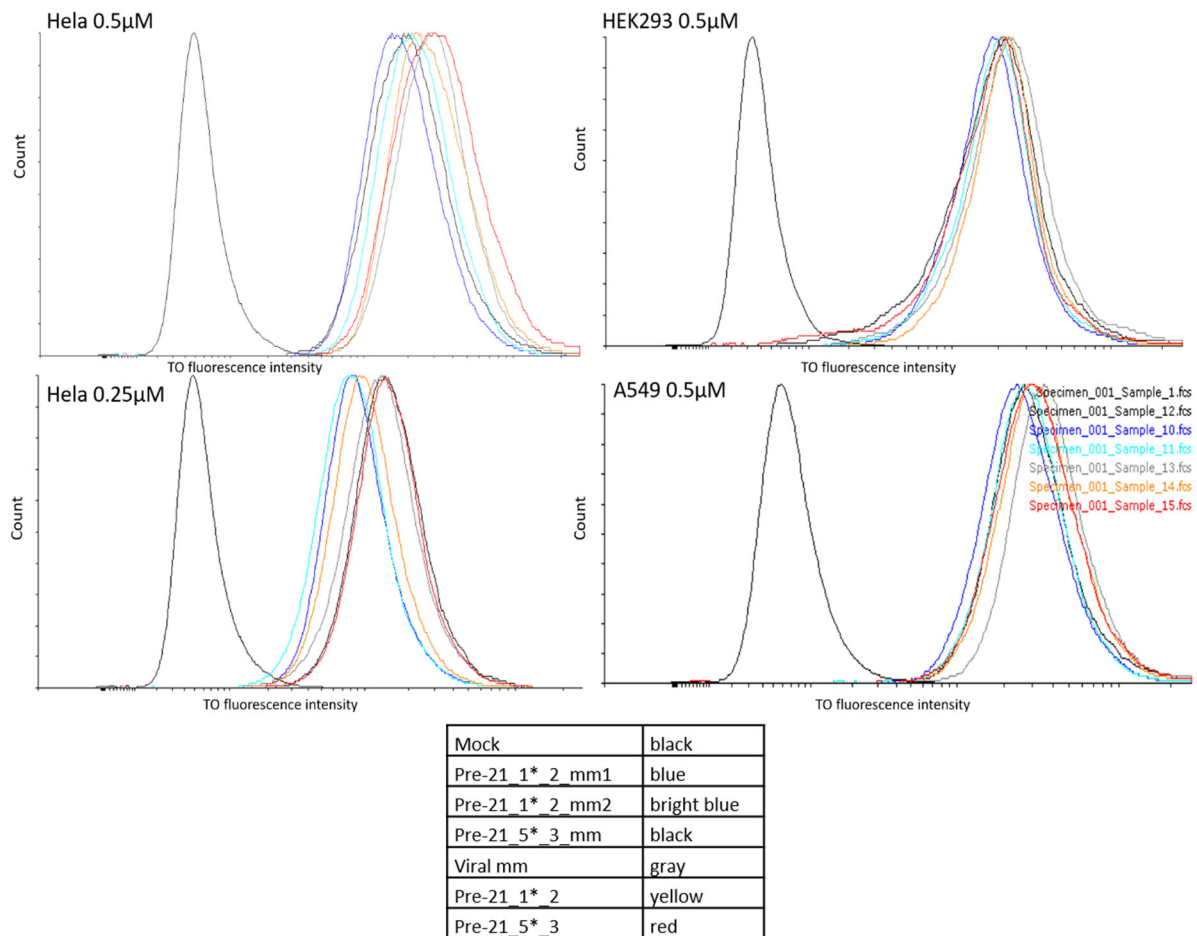 Hela 0.5µM
Count
TO fluorescence intensity
HEK293 0.5µM
Count
TO fluorescence intensity
Hela 0.25µM
Count
TO fluorescence intensity
A549 0.5µM
Specimen_001_Sample_1.fcs
Specimen_001_Sample_12.fcs
Specimen_001_Sample_10.fcs
Specimen_001_Sample_11.fcs
Specimen_001_Sample_13.fcs
Specimen_001_Sample_14.fcs
Specimen_001_Sample_15.fcs
Count
TO fluorescence intensity
Mock black
Pre-21_1*_2_mm1 blue
Pre-21_1*_2_mm2 bright blue
Pre-21_5*_3_mm black
Viral mm gray
Pre-21_1*_2 yellow
Pre-21_5*_3 red